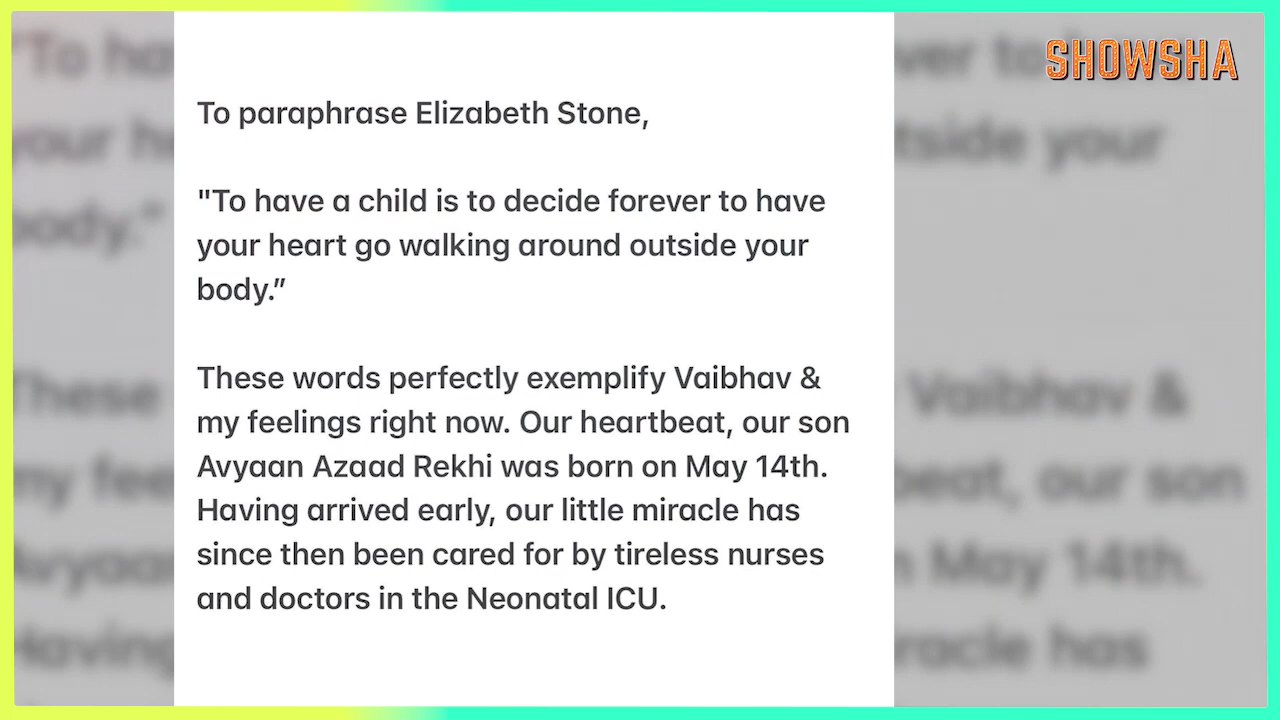 SHOWSHA
To paraphrase Elizabeth Stone,
"To have a child is to decide forever to have
your heart go walking around outside your
body.”
These words perfectly exemplify Vaibhav &
my feelings right now. Our heartbeat, our son
Avyaan Azaad Rekhi was born on May 14th.
Having arrived early, our little miracle has
since then been cared for by tireless nurses
and doctors in the Neonatal ICU.